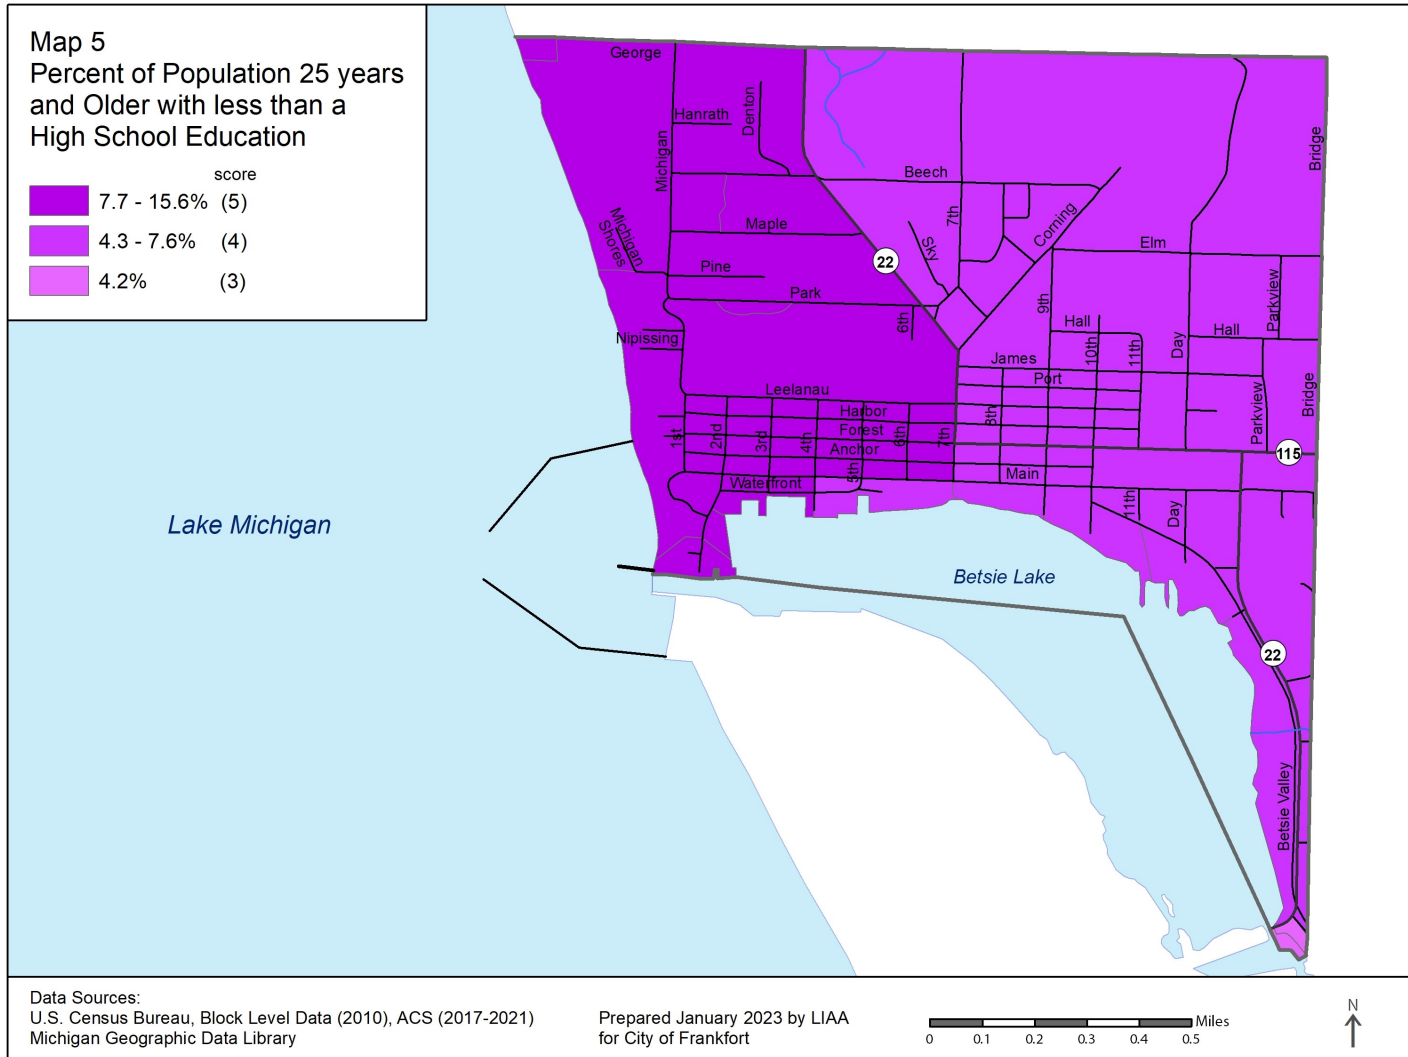 Map 5
Percent of Population 25 years
and Older with less than a
High School Education
score
7.7 - 15.6% (5)
4.3 - 7.6% (4)
4.2% (3)
George
Hanrath
Denton
Michigan
Bridge
Beech
Michigan
Shores
Maple
7th
Corning
Sky
Elm
22
Pine
Park
6th
9th
Parkview
Hall
Hall
Nipissing
10th
11th
Day
James
Port
Leelanau
Harbor
8th
Parkview
Bridge
Forest
1st
2nd
3rd
4th
6th
7th
Anchor
115
5th
Main
Waterfront
11th
Day
Lake Michigan
Betsie Lake
22
Betsie Valley
Data Sources:
U.S. Census Bureau, Block Level Data (2010), ACS (2017-2021)
Michigan Geographic Data Library
Prepared January 2023 by LIAA
for City of Frankfort
Miles
0 0.1 0.2 0.3 0.4 0.5
N